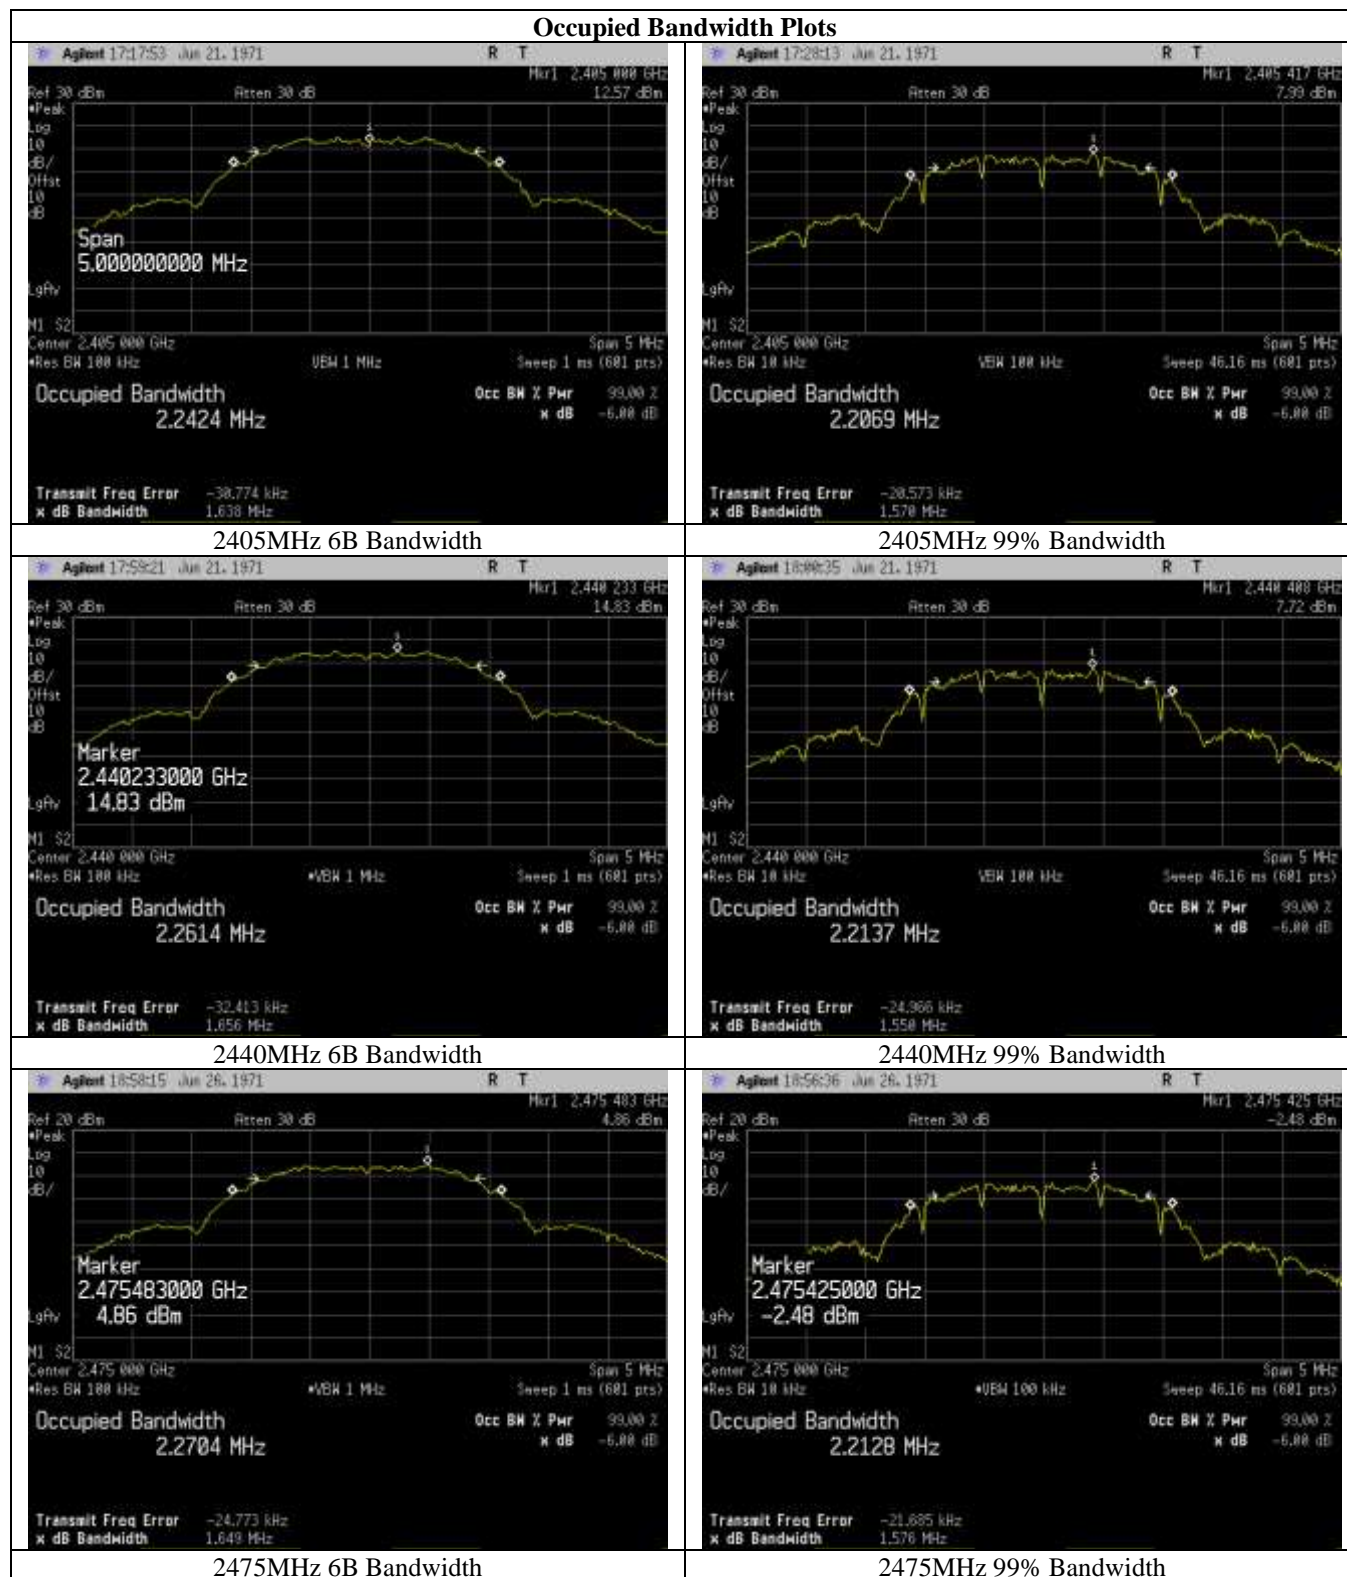 Occupied Bandwidth Plots
Agilent 17:17:53 Jun 21, 1971 R T
Mkr1 2.405 000 GHz
Ref 30 dBm Atten 30 dB 12.57 dBm
•Peak
Log
10
dB/
Offst
10
dB
Span
5.000000000 MHz
LgAv
M1 S2
Center 2.405 000 GHz Span 5 MHz
•Res BW 100 kHz VBW 1 MHz Sweep 1 ms (601 pts)
Occupied Bandwidth Occ BW % Pwr 99.00 %
2.2424 MHz x dB -6.00 dB
Transmit Freq Error -30.774 kHz
x dB Bandwidth 1.638 MHz
2405MHz 6B Bandwidth
Agilent 17:28:13 Jun 21, 1971 R T
Mkr1 2.405 417 GHz
Ref 30 dBm Atten 30 dB 7.99 dBm
•Peak
Log
10
dB/
Offst
10
dB
LgAv
M1 S2
Center 2.405 000 GHz Span 5 MHz
•Res BW 10 kHz VBW 100 kHz Sweep 46.16 ms (601 pts)
Occupied Bandwidth Occ BW % Pwr 99.00 %
2.2069 MHz x dB -6.00 dB
Transmit Freq Error -20.573 kHz
x dB Bandwidth 1.570 MHz
2405MHz 99% Bandwidth
Agilent 17:59:21 Jun 21, 1971 R T
Mkr1 2.440 233 GHz
Ref 30 dBm Atten 30 dB 14.83 dBm
•Peak
Log
10
dB/
Offst
10
dB
Marker
2.440233000 GHz
LgAv 14.83 dBm
M1 S2
Center 2.440 000 GHz Span 5 MHz
•Res BW 100 kHz •VBW 1 MHz Sweep 1 ms (601 pts)
Occupied Bandwidth Occ BW % Pwr 99.00 %
2.2614 MHz x dB -6.00 dB
Transmit Freq Error -32.413 kHz
x dB Bandwidth 1.656 MHz
2440MHz 6B Bandwidth
Agilent 18:00:35 Jun 21, 1971 R T
Mkr1 2.440 408 GHz
Ref 30 dBm Atten 30 dB 7.72 dBm
•Peak
Log
10
dB/
Offst
10
dB
LgAv
M1 S2
Center 2.440 000 GHz Span 5 MHz
•Res BW 10 kHz VBW 100 kHz Sweep 46.16 ms (601 pts)
Occupied Bandwidth Occ BW % Pwr 99.00 %
2.2137 MHz x dB -6.00 dB
Transmit Freq Error -24.966 kHz
x dB Bandwidth 1.550 MHz
2440MHz 99% Bandwidth
Agilent 18:58:15 Jun 26, 1971 R T
Mkr1 2.475 483 GHz
Ref 20 dBm Atten 30 dB 4.86 dBm
•Peak
Log
10
dB/
Marker
2.475483000 GHz
LgAv 4.86 dBm
M1 S2
Center 2.475 000 GHz Span 5 MHz
•Res BW 100 kHz •VBW 1 MHz Sweep 1 ms (601 pts)
Occupied Bandwidth Occ BW % Pwr 99.00 %
2.2704 MHz x dB -6.00 dB
Transmit Freq Error -24.773 kHz
x dB Bandwidth 1.649 MHz
2475MHz 6B Bandwidth
Agilent 18:56:36 Jun 26, 1971 R T
Mkr1 2.475 425 GHz
Ref 20 dBm Atten 30 dB -2.48 dBm
•Peak
Log
10
dB/
Marker
2.475425000 GHz
LgAv -2.48 dBm
M1 S2
Center 2.475 000 GHz Span 5 MHz
•Res BW 10 kHz •VBW 100 kHz Sweep 46.16 ms (601 pts)
Occupied Bandwidth Occ BW % Pwr 99.00 %
2.2128 MHz x dB -6.00 dB
Transmit Freq Error -21.685 kHz
x dB Bandwidth 1.576 MHz
2475MHz 99% Bandwidth